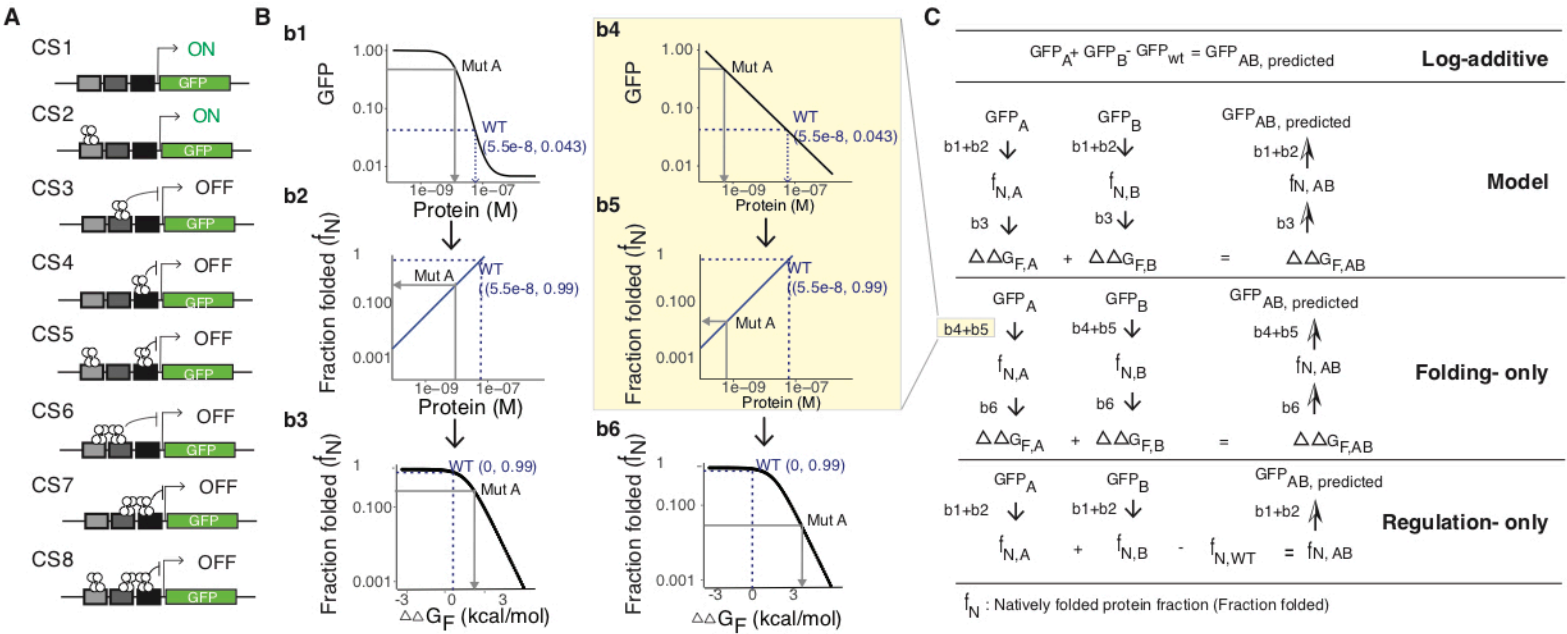 A
CS1
ON
GFP
CS2
ON
GFP
CS3
OFF
GFP
CS4
OFF
GFP
CS5
OFF
GFP
CS6
OFF
GFP
CS7
OFF
GFP
CS8
OFF
GFP
B
b1
GFP
1.00
0.10
0.01
Mut A
WT
(5.5e-8, 0.043)
1e−09
1e−07
Protein (M)
b2
Fraction folded (fN)
1
0.100
0.001
Mut A
WT
((5.5e-8, 0.99)
1e−09
1e−07
Protein (M)
b3
Fraction folded (fN)
1
0.100
0.001
WT (0, 0.99)
Mut A
-3
0
3
△△GF (kcal/mol)
b4
GFP
1.00
0.10
0.01
Mut A
WT
(5.5e-8, 0.043)
1e−09
1e−07
Protein (M)
b5
Fraction folded (fN)
1
0.100
0.001
Mut A
WT
((5.5e-8, 0.99)
1e−09
1e−07
Protein (M)
b6
Fraction folded (fN)
1
0.100
0.001
WT (0, 0.99)
Mut A
-3
0
3
△△GF (kcal/mol)
C
GFPA+ GFPB- GFPwt = GFPAB, predicted
Log-additive
GFPA GFPB GFPAB, predicted
b1+b2 b1+b2 b1+b2
fN,A fN,B fN, AB
Model
b3 b3 b3
△△GF,A + △△GF,B = △△GF,AB
GFPA GFPB GFPAB, predicted
b4+b5 b4+b5 b4+b5
fN,A fN,B fN, AB
Folding- only
b6 b6 b6
△△GF,A + △△GF,B = △△GF,AB
GFPA GFPB GFPAB, predicted
b1+b2 b1+b2 b1+b2
Regulation- only
fN,A + fN,B - fN,WT = fN, AB
fN : Natively folded protein fraction (Fraction folded)